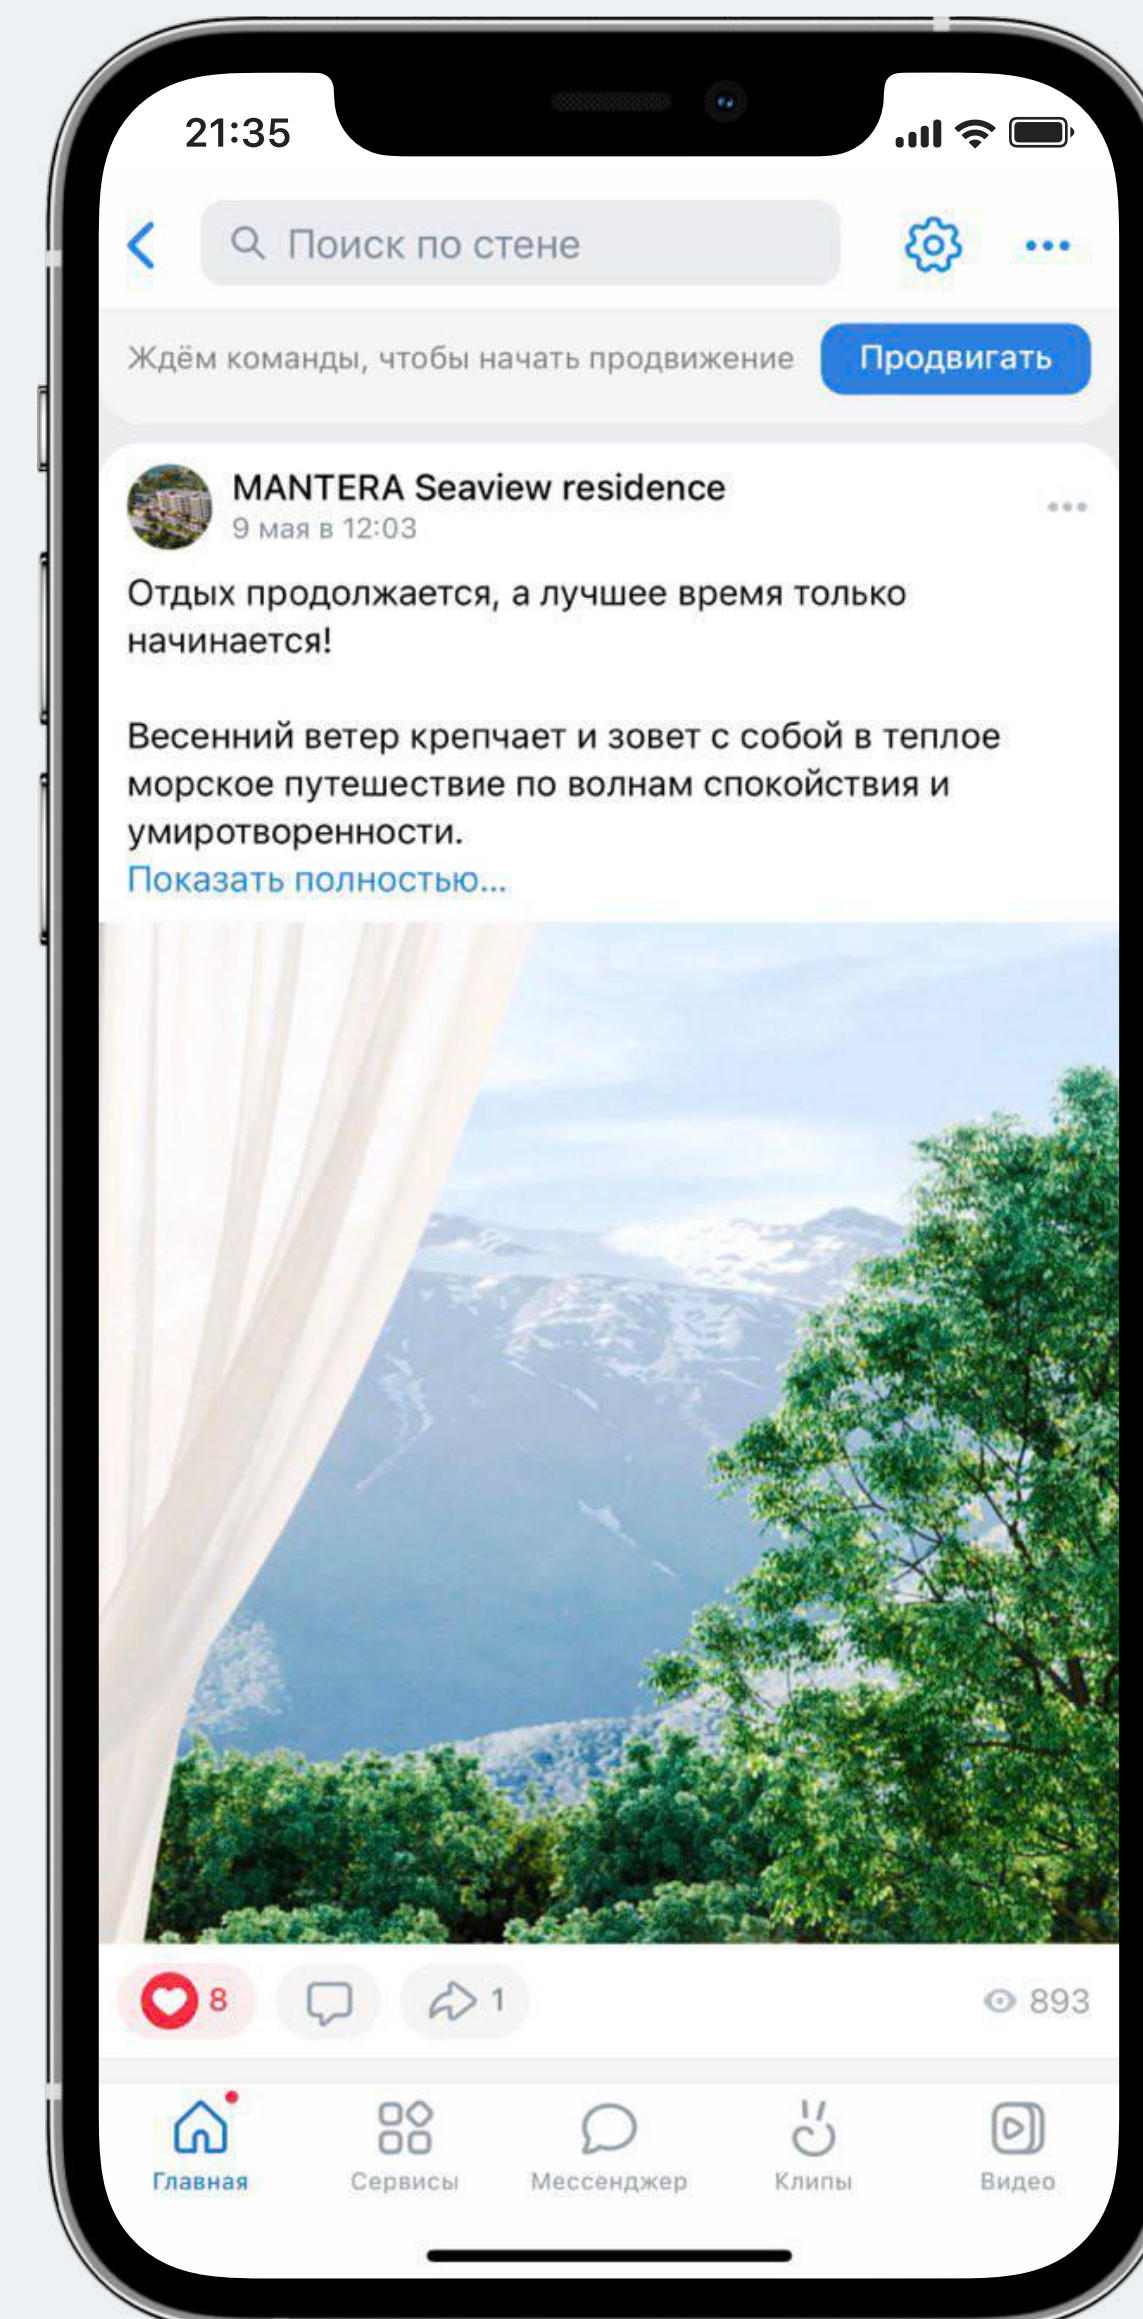 21:35
Поиск по стене
Ждём команды, чтобы начать продвижение
Продвигать
MANTERA Seaview residence
9 мая в 12:03
Отдых продолжается, а лучшее время только
начинается!
Весенний ветер крепчает и зовет с собой в теплое
морское путешествие по волнам спокойствия и
умиротворенности.
Показать полностью...
8
1
893
Главная
Сервисы
Мессенджер
Клипы
Видео